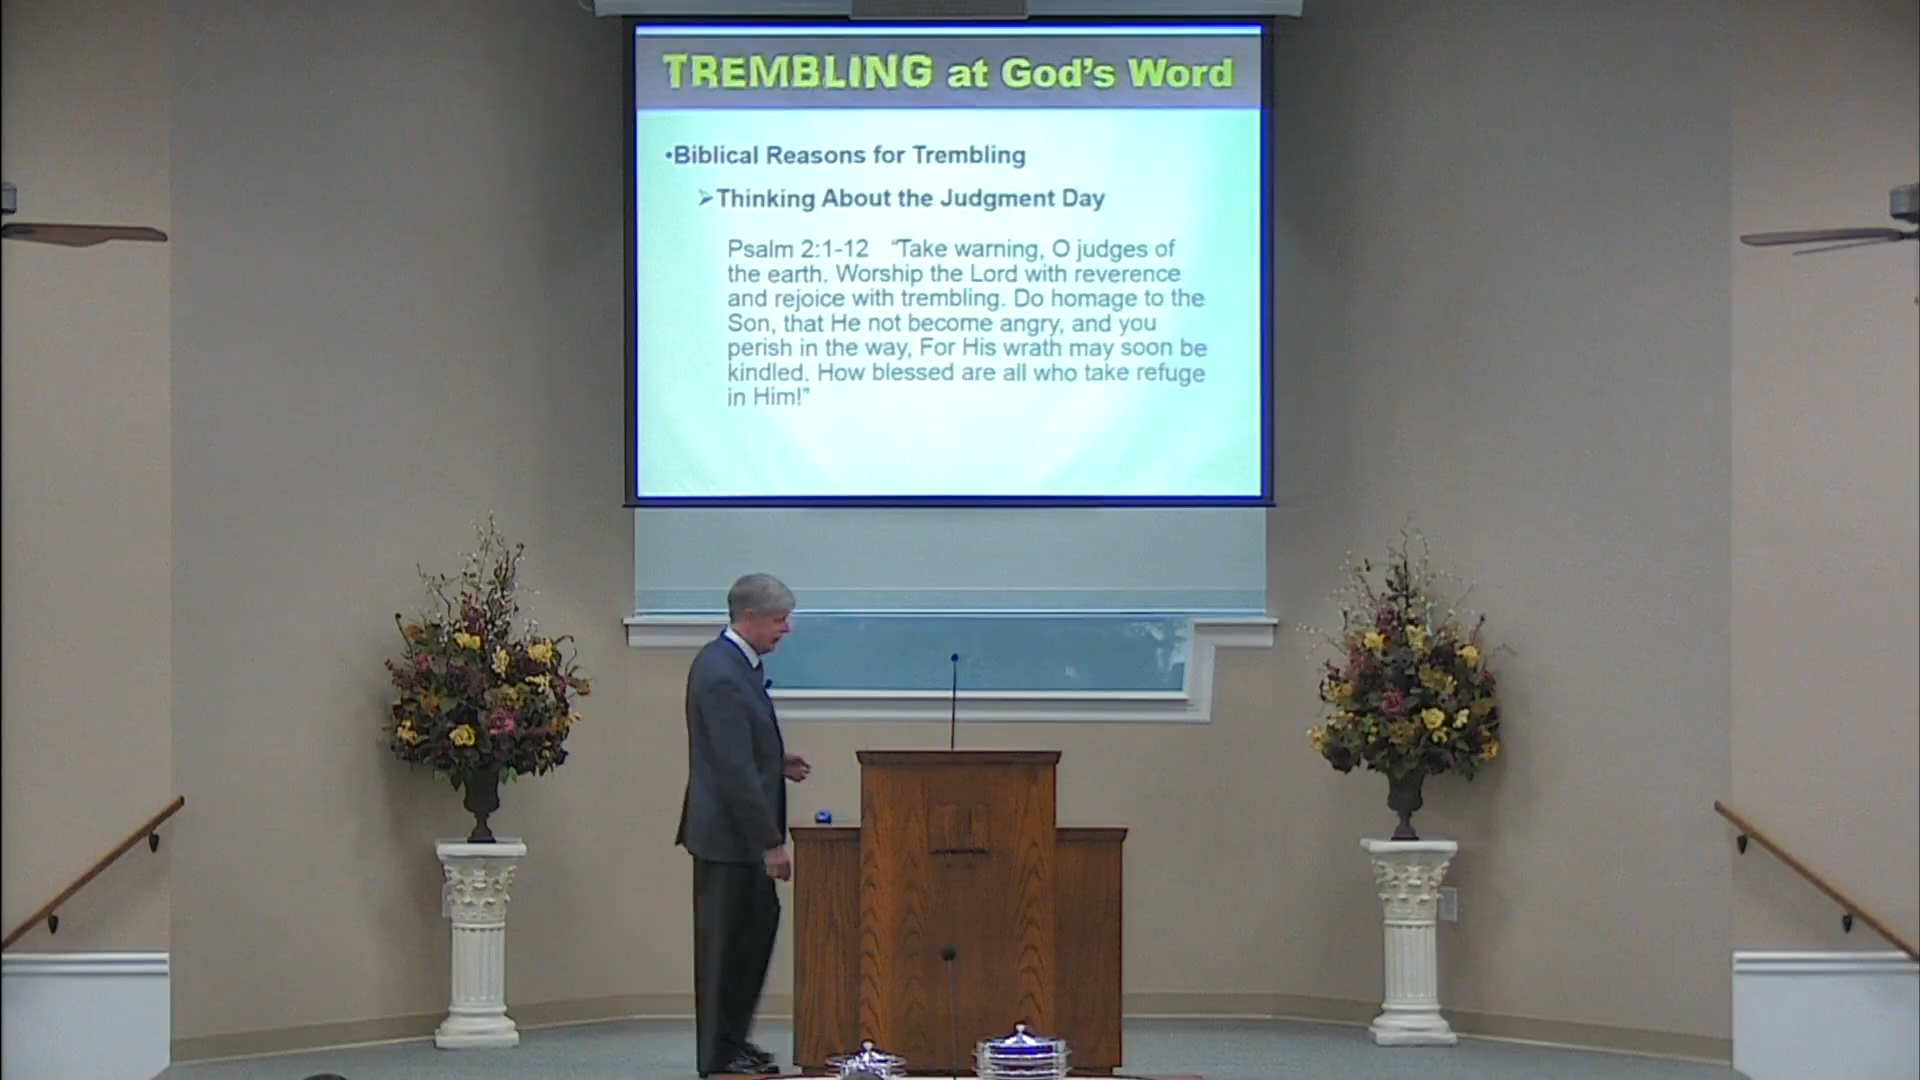 TREMBLING at God's Word
•Biblical Reasons for Trembling
➢Thinking About the Judgment Day
Psalm 2:1-12 “Take warning, O judges of
the earth. Worship the Lord with reverence
and rejoice with trembling. Do homage to the
Son, that He not become angry, and you
perish in the way, For His wrath may soon be
kindled. How blessed are all who take refuge
in Him!”